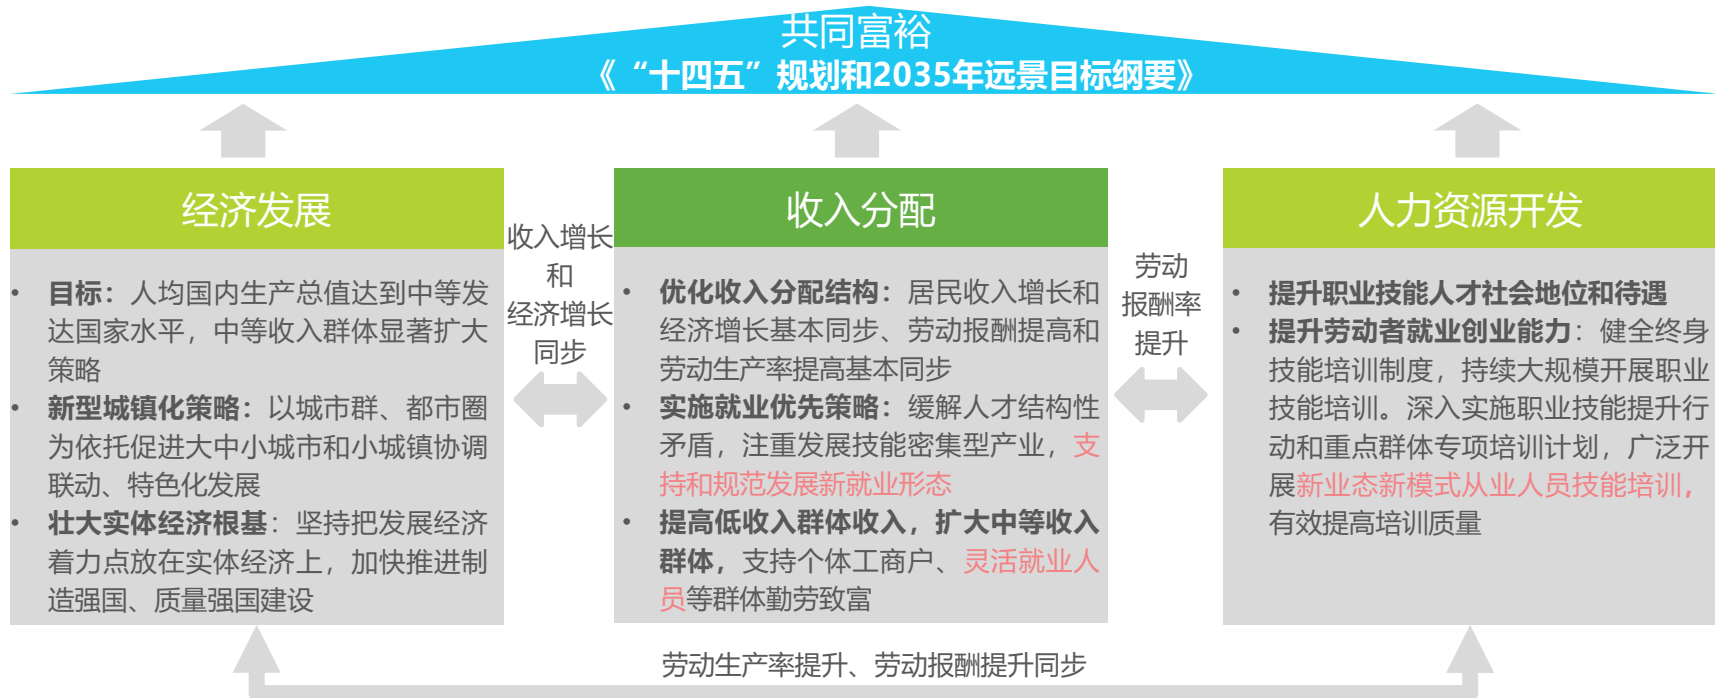 共同富裕
《“十四五”规划和2035年远景目标纲要》
经济发展
• 目标：人均国内生产总值达到中等发
达国家水平，中等收入群体显著扩大
策略
• 新型城镇化策略：以城市群、都市圈
为依托促进大中小城市和小城镇协调
联动、特色化发展
• 壮大实体经济根基：坚持把发展经济
着力点放在实体经济上，加快推进制
造强国、质量强国建设
收入增长
和
经济增长
同步
收入分配
• 优化收入分配结构：居民收入增长和
经济增长基本同步、劳动报酬提高和
劳动生产率提高基本同步
• 实施就业优先策略：缓解人才结构性
矛盾，注重发展技能密集型产业，支
持和规范发展新就业形态
• 提高低收入群体收入，扩大中等收入
群体，支持个体工商户、灵活就业人
员等群体勤劳致富
劳动
报酬率
提升
人力资源开发
• 提升职业技能人才社会地位和待遇
• 提升劳动者就业创业能力：健全终身
技能培训制度，持续大规模开展职业
技能培训。深入实施职业技能提升行
动和重点群体专项培训计划，广泛开
展新业态新模式从业人员技能培训，
有效提高培训质量
劳动生产率提升、劳动报酬提升同步